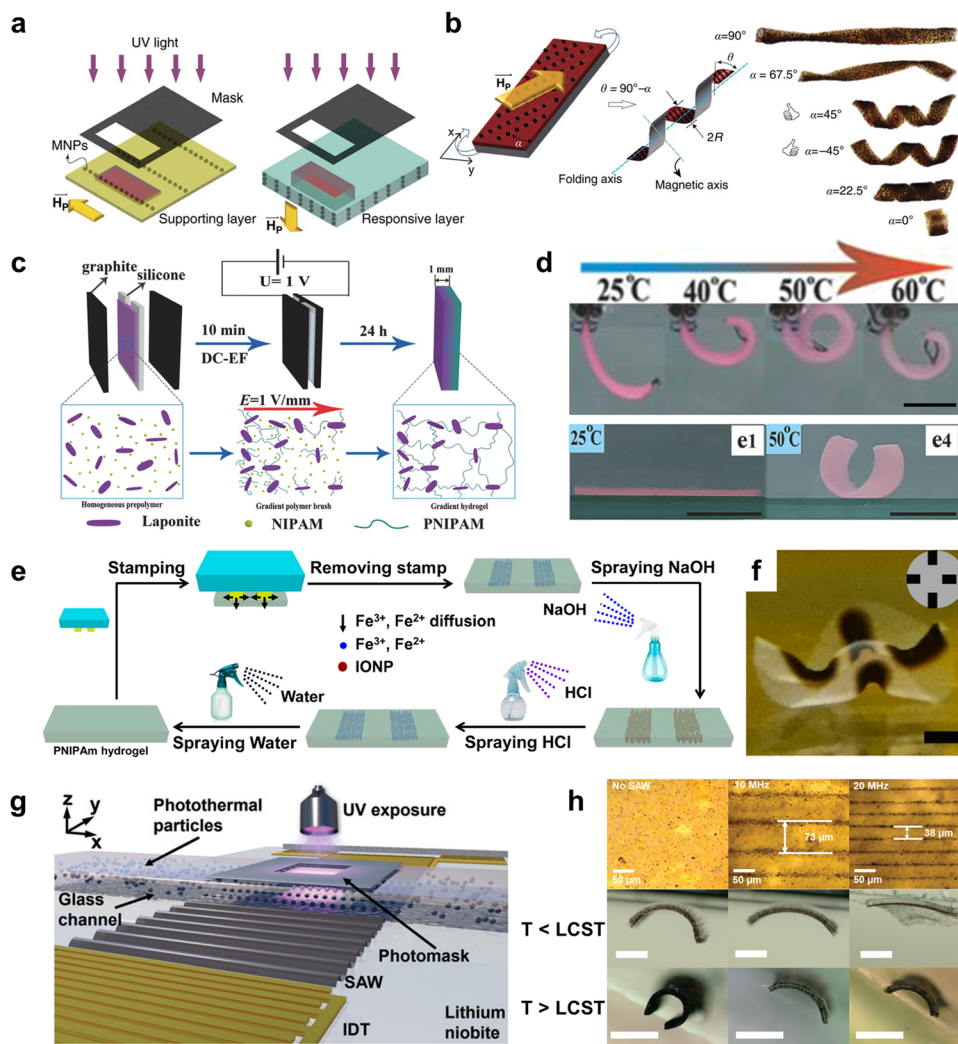 a
UV light
Mask
MNPs
H_P
Supporting layer
H_P
Responsive layer
b
H_P
α
x
y
θ = 90°–α
θ
2R
Folding axis
Magnetic axis
α=90°
α = 67.5°
α=45°
α=–45°
α=22.5°
α=0°
c
graphite
silicone
U= 1 V
1 mm
10 min
DC-EF
24 h
E=1 V/mm
Homogeneous prepolymer
Gradient polymer brush
Gradient hydrogel
Laponite
NIPAM
PNIPAM
d
25°C 40°C 50°C 60°C
25°C
e1
50°C
e4
e
Stamping
Removing stamp
Spraying NaOH
NaOH
Fe³⁺, Fe²⁺ diffusion
Fe³⁺, Fe²⁺
IONP
Water
HCl
PNIPAm hydrogel
Spraying Water
Spraying HCl
f
g
z
y
x
Photothermal
particles
UV exposure
Glass
channel
Photomask
SAW
IDT
Lithium
niobite
h
No SAW
10 MHz
20 MHz
73 μm
38 μm
50 μm
50 μm
50 μm
T < LCST
T > LCST